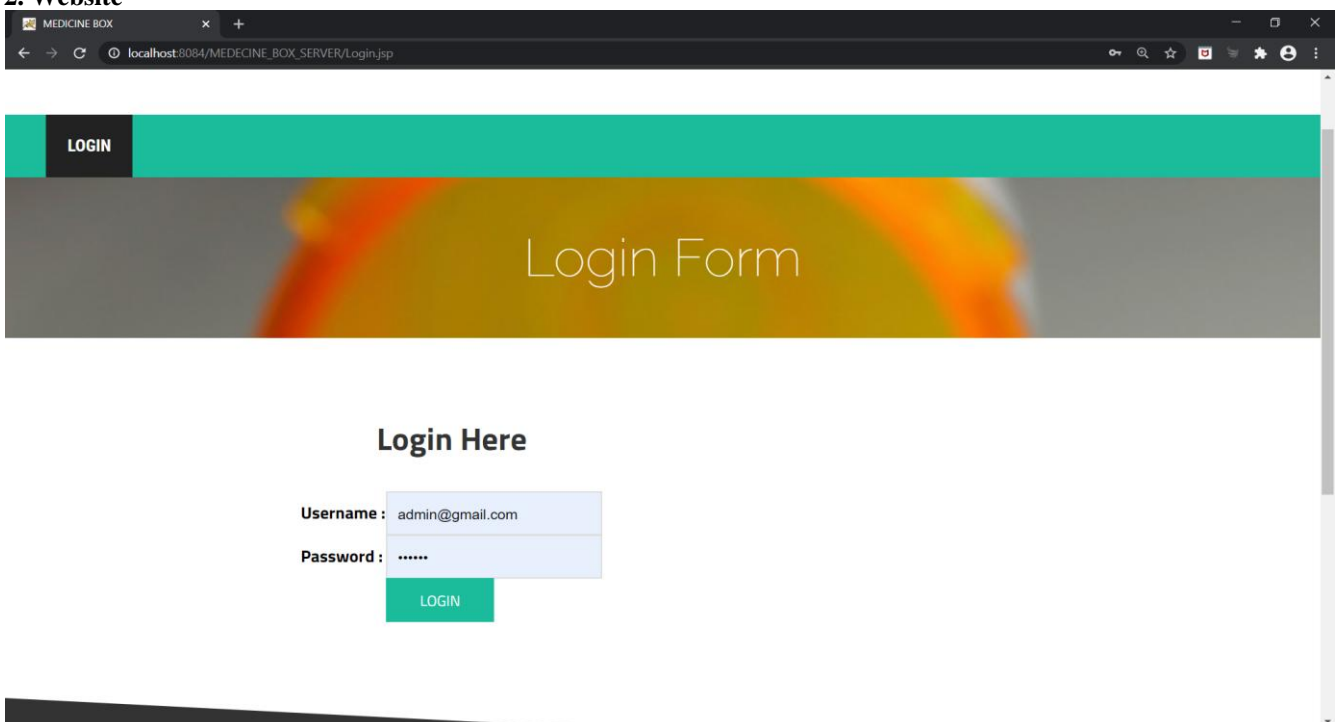 2. Website
MEDICINE BOX
localhost:8084/MEDECINE_BOX_SERVER/Login.jsp
LOGIN
Login Form
Login Here
Username : admin@gmail.com
Password : ••••••
LOGIN